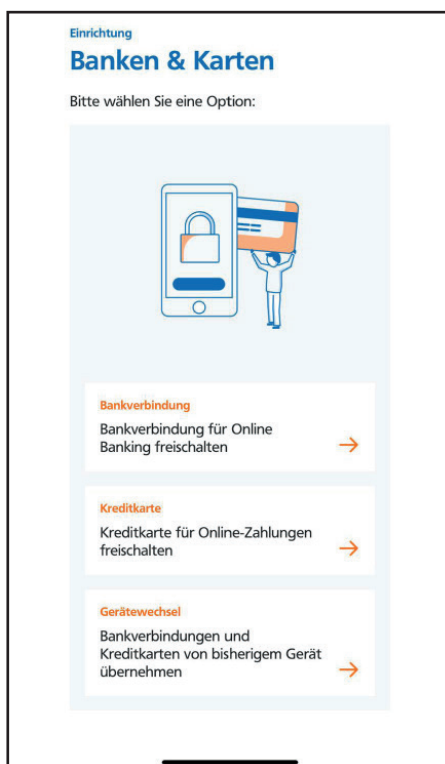 Einrichtung
Banken & Karten
Bitte wählen Sie eine Option:
Bankverbindung
Bankverbindung für Online
Banking freischalten
Kreditkarte
Kreditkarte für Online-Zahlungen
freischalten
Gerätewechsel
Bankverbindungen und
Kreditkarten von bisherigem Gerät
übernehmen